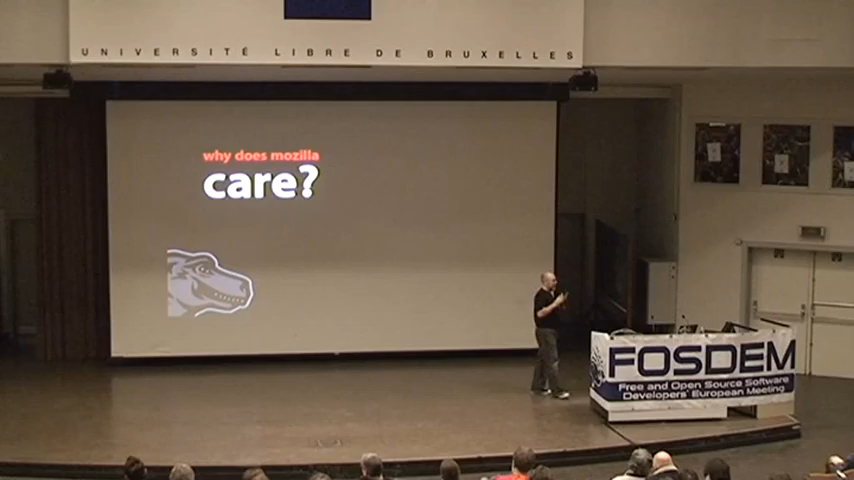 UNIVERSITÉ LIBRE DE BRUXELLES
why does mozilla
care?
FOSDEM
Free and Open Source Software
Developers' European Meeting